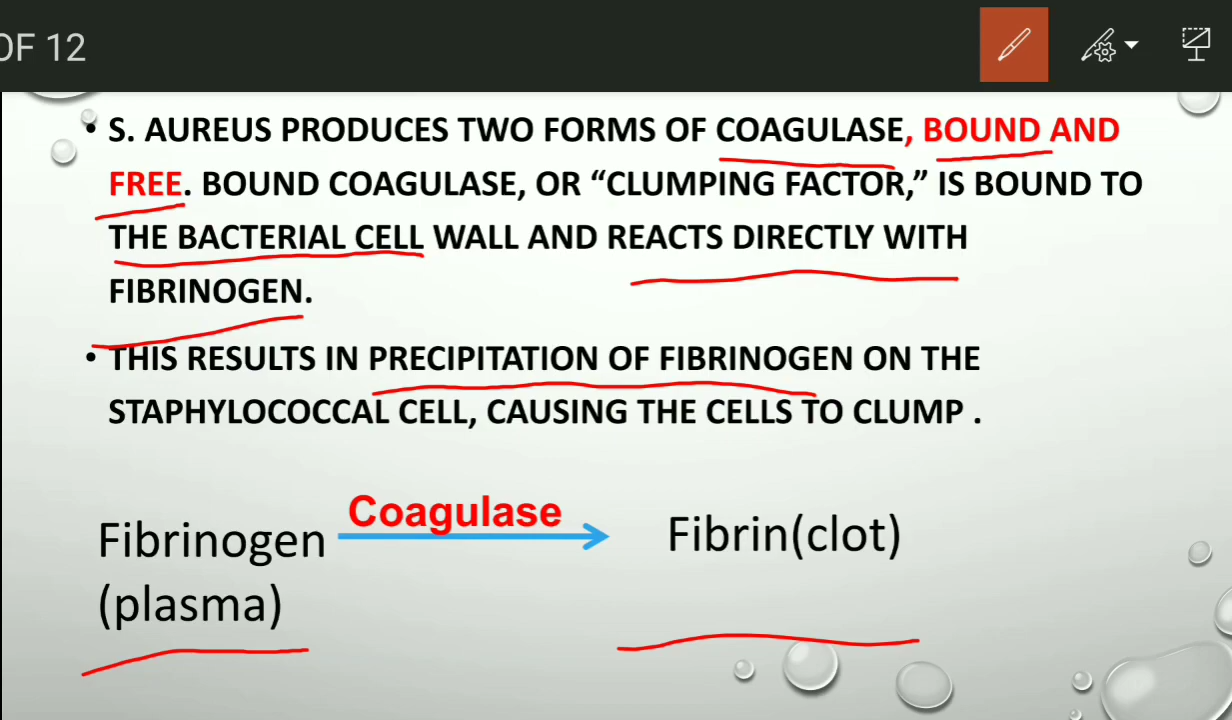 OF 12
• S. AUREUS PRODUCES TWO FORMS OF COAGULASE, BOUND AND
FREE. BOUND COAGULASE, OR “CLUMPING FACTOR,” IS BOUND TO
THE BACTERIAL CELL WALL AND REACTS DIRECTLY WITH
FIBRINOGEN.
• THIS RESULTS IN PRECIPITATION OF FIBRINOGEN ON THE
STAPHYLOCOCCAL CELL, CAUSING THE CELLS TO CLUMP .
Coagulase
Fibrinogen
Fibrin(clot)
(plasma)